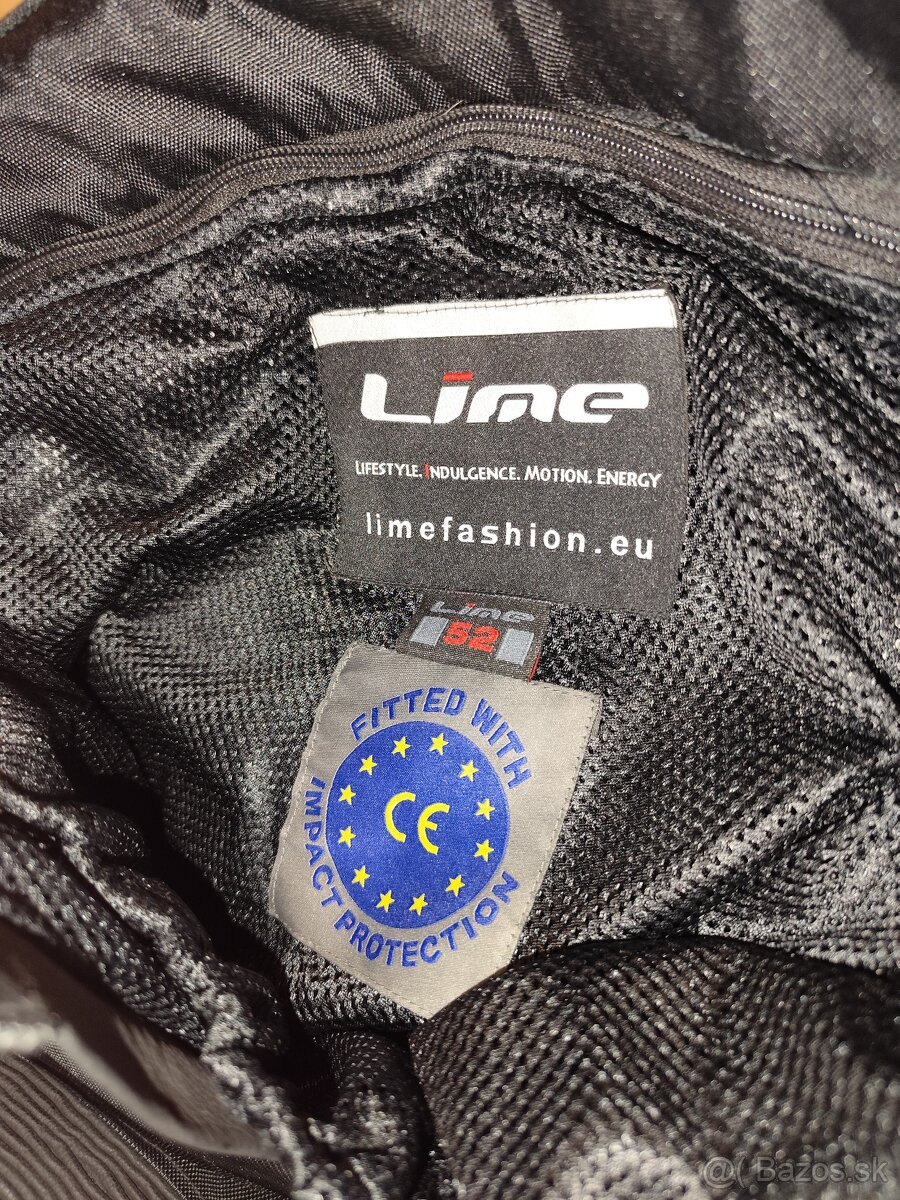 Lime
LIFESTYLE. INDULGENCE. MOTION. ENERGY
limefashion.eu
Lime
52
FITTED WITH
CE
IMPACT PROTECTION
@( Bazos.sk